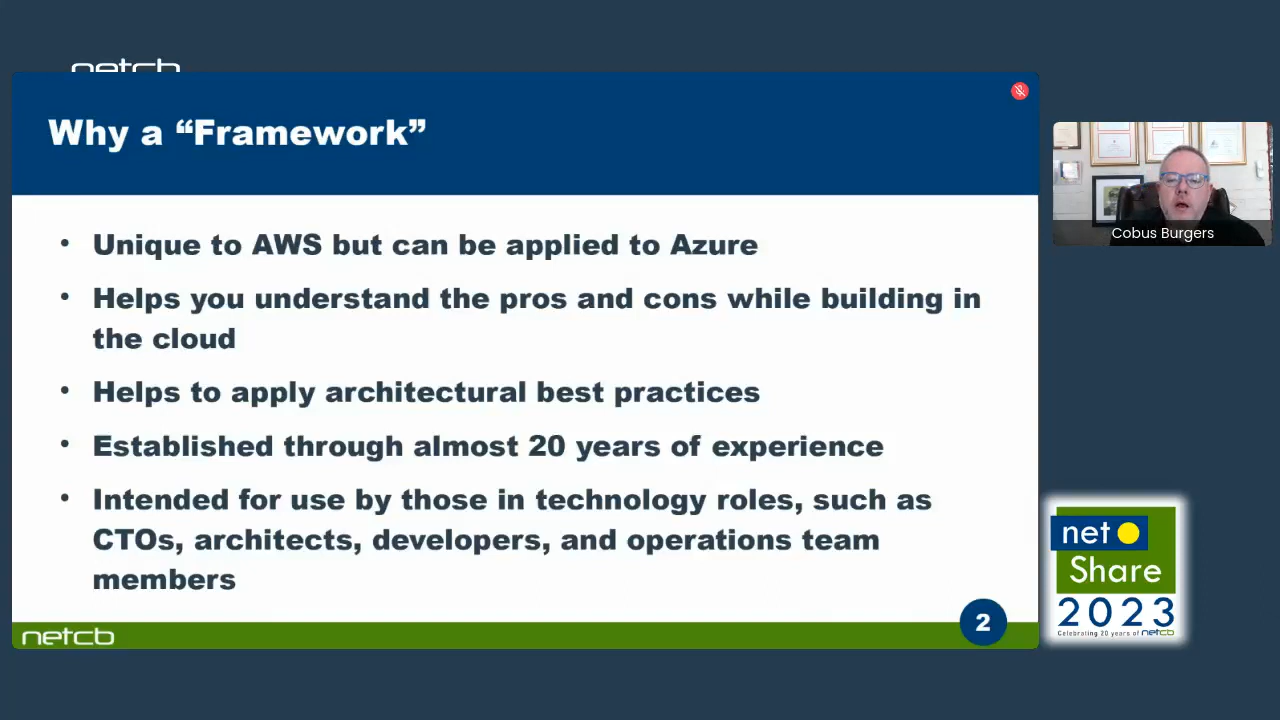 netcb
Why a “Framework”
• Unique to AWS but can be applied to Azure
• Helps you understand the pros and cons while building in
the cloud
• Helps to apply architectural best practices
• Established through almost 20 years of experience
• Intended for use by those in technology roles, such as
CTOs, architects, developers, and operations team
members
netcb
2
Cobus Burgers
net
Share
2023
Celebrating 20 years of netcb